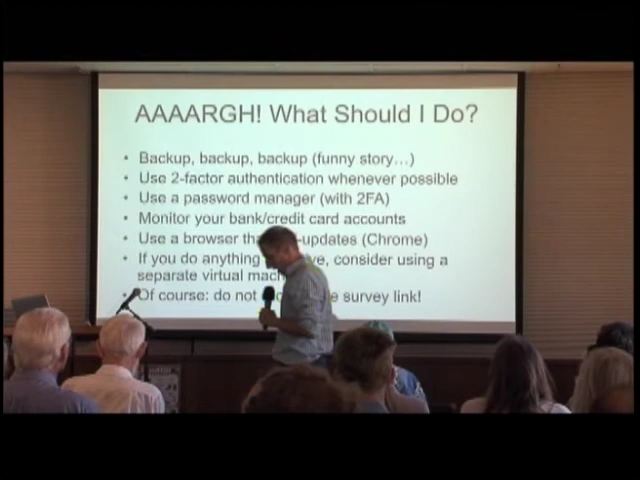 AAAARGH! What Should I Do?
• Backup, backup, backup (funny story…)
• Use 2-factor authentication whenever possible
• Use a password manager (with 2FA)
• Monitor your bank/credit card accounts
• Use a browser -updates (Chrome)
• If you do anything , consider using a
separate virtual
• Of course: do not survey link!